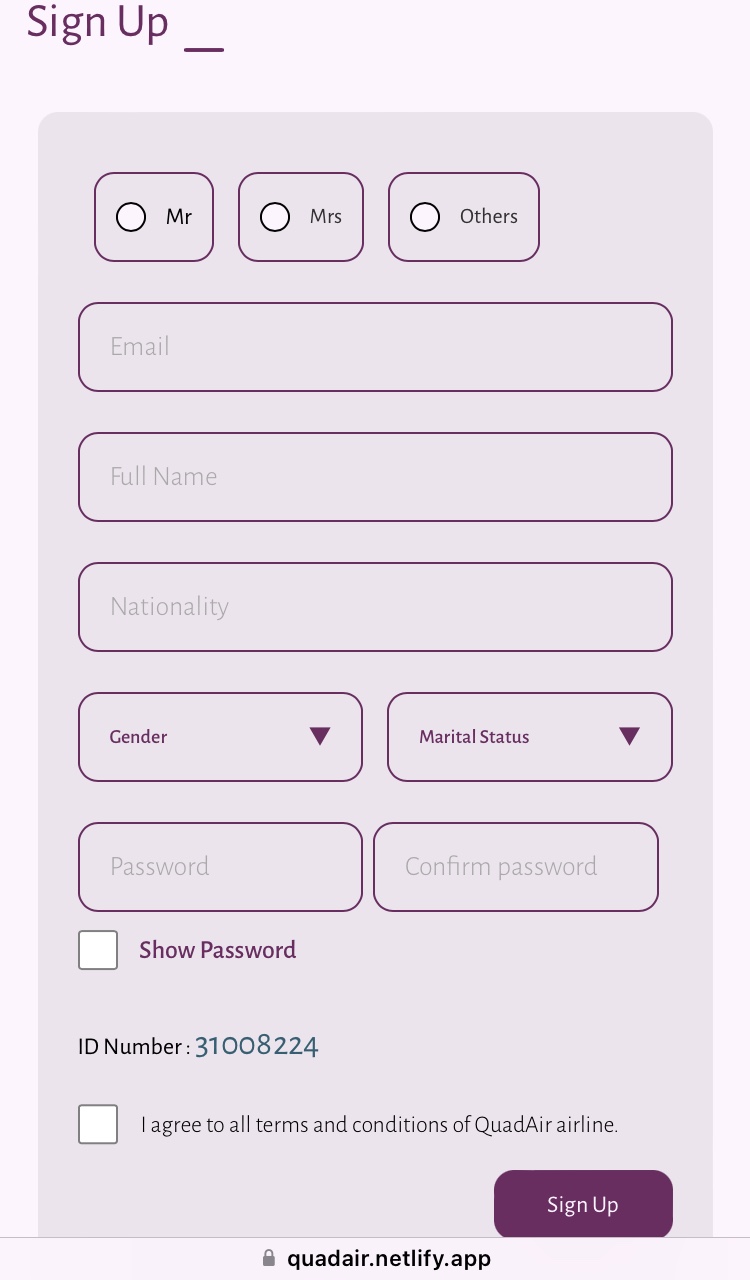 Sign Up
Mr Mrs Others
Email
Full Name
Nationality
Gender Marital Status
Password Confirm password
Show Password
ID Number : 31008224
I agree to all terms and conditions of QuadAir airline.
Sign Up
quadair.netlify.app